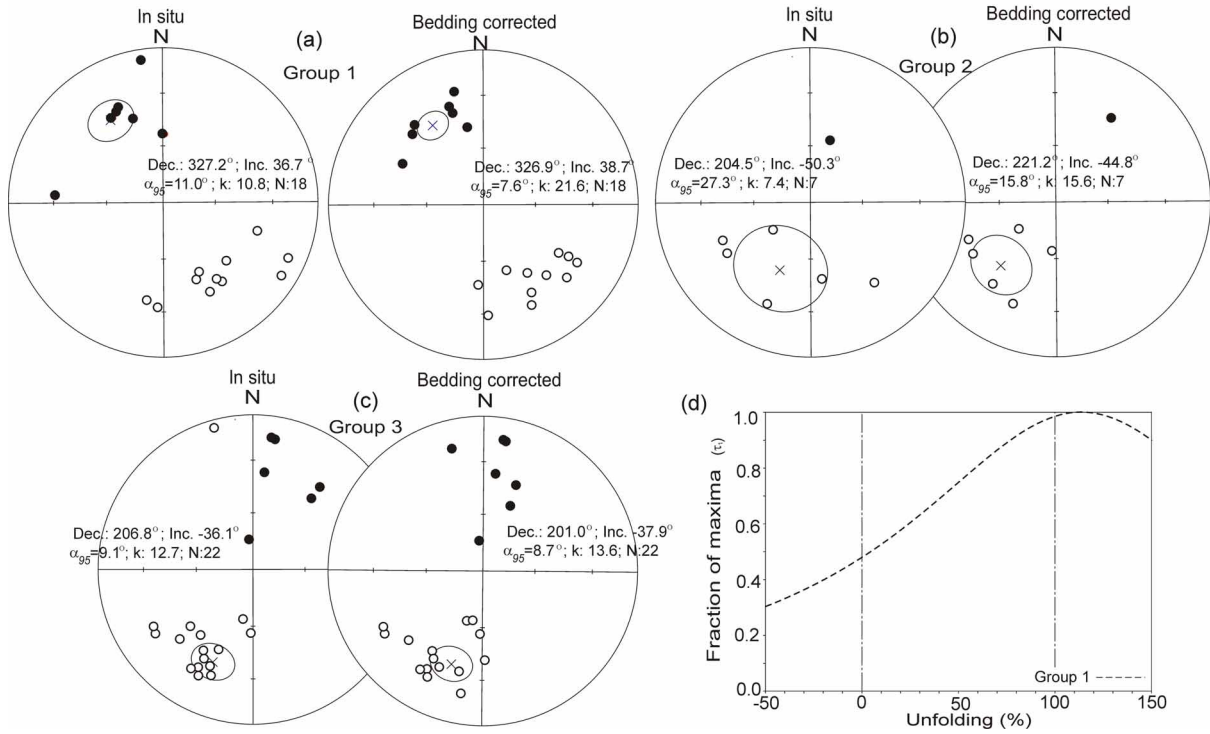 In situ
N
(a)
Group 1
Bedding corrected
N
Dec.: 327.2°; Inc. 36.7 °
α95=11.0°; k: 10.8; N:18
Dec.: 326.9°; Inc. 38.7°
α95=7.6°; k: 21.6; N:18
In situ
N
(b)
Group 2
Bedding corrected
N
Dec.: 204.5°; Inc. -50.3°
α95=27.3°; k: 7.4; N:7
Dec.: 221.2°; Inc. -44.8°
α95=15.8°; k: 15.6; N:7
In situ
N
(c)
Group 3
Bedding corrected
N
Dec.: 206.8°; Inc. -36.1°
α95=9.1°; k: 12.7; N:22
Dec.: 201.0°; Inc. -37.9°
α95=8.7°; k: 13.6; N:22
(d)
Fraction of maxima (τ1)
1.0
0.8
0.6
0.4
0.2
0.0
-50 0 50 100 150
Unfolding (%)
Group 1